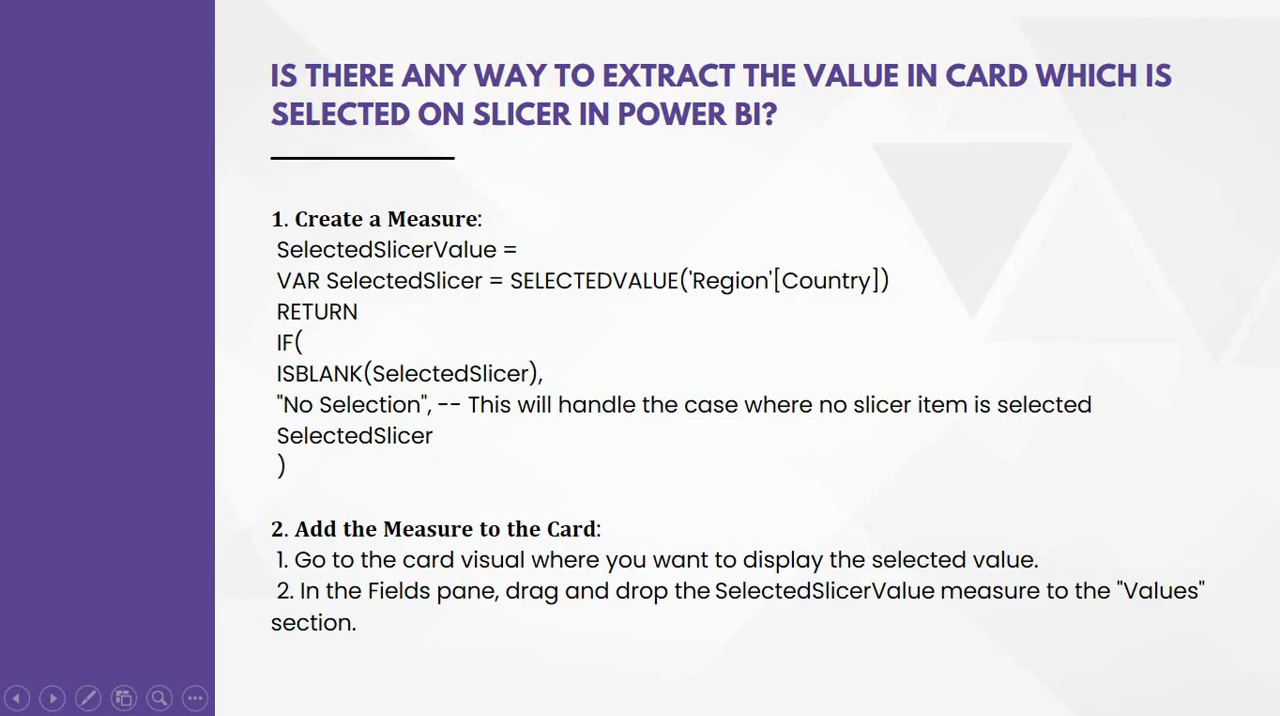 IS THERE ANY WAY TO EXTRACT THE VALUE IN CARD WHICH IS
SELECTED ON SLICER IN POWER BI?
1. Create a Measure:
SelectedSlicerValue =
VAR SelectedSlicer = SELECTEDVALUE('Region'[Country])
RETURN
IF(
ISBLANK(SelectedSlicer),
"No Selection", -- This will handle the case where no slicer item is selected
SelectedSlicer
)
2. Add the Measure to the Card:
1. Go to the card visual where you want to display the selected value.
2. In the Fields pane, drag and drop the SelectedSlicerValue measure to the "Values"
section.